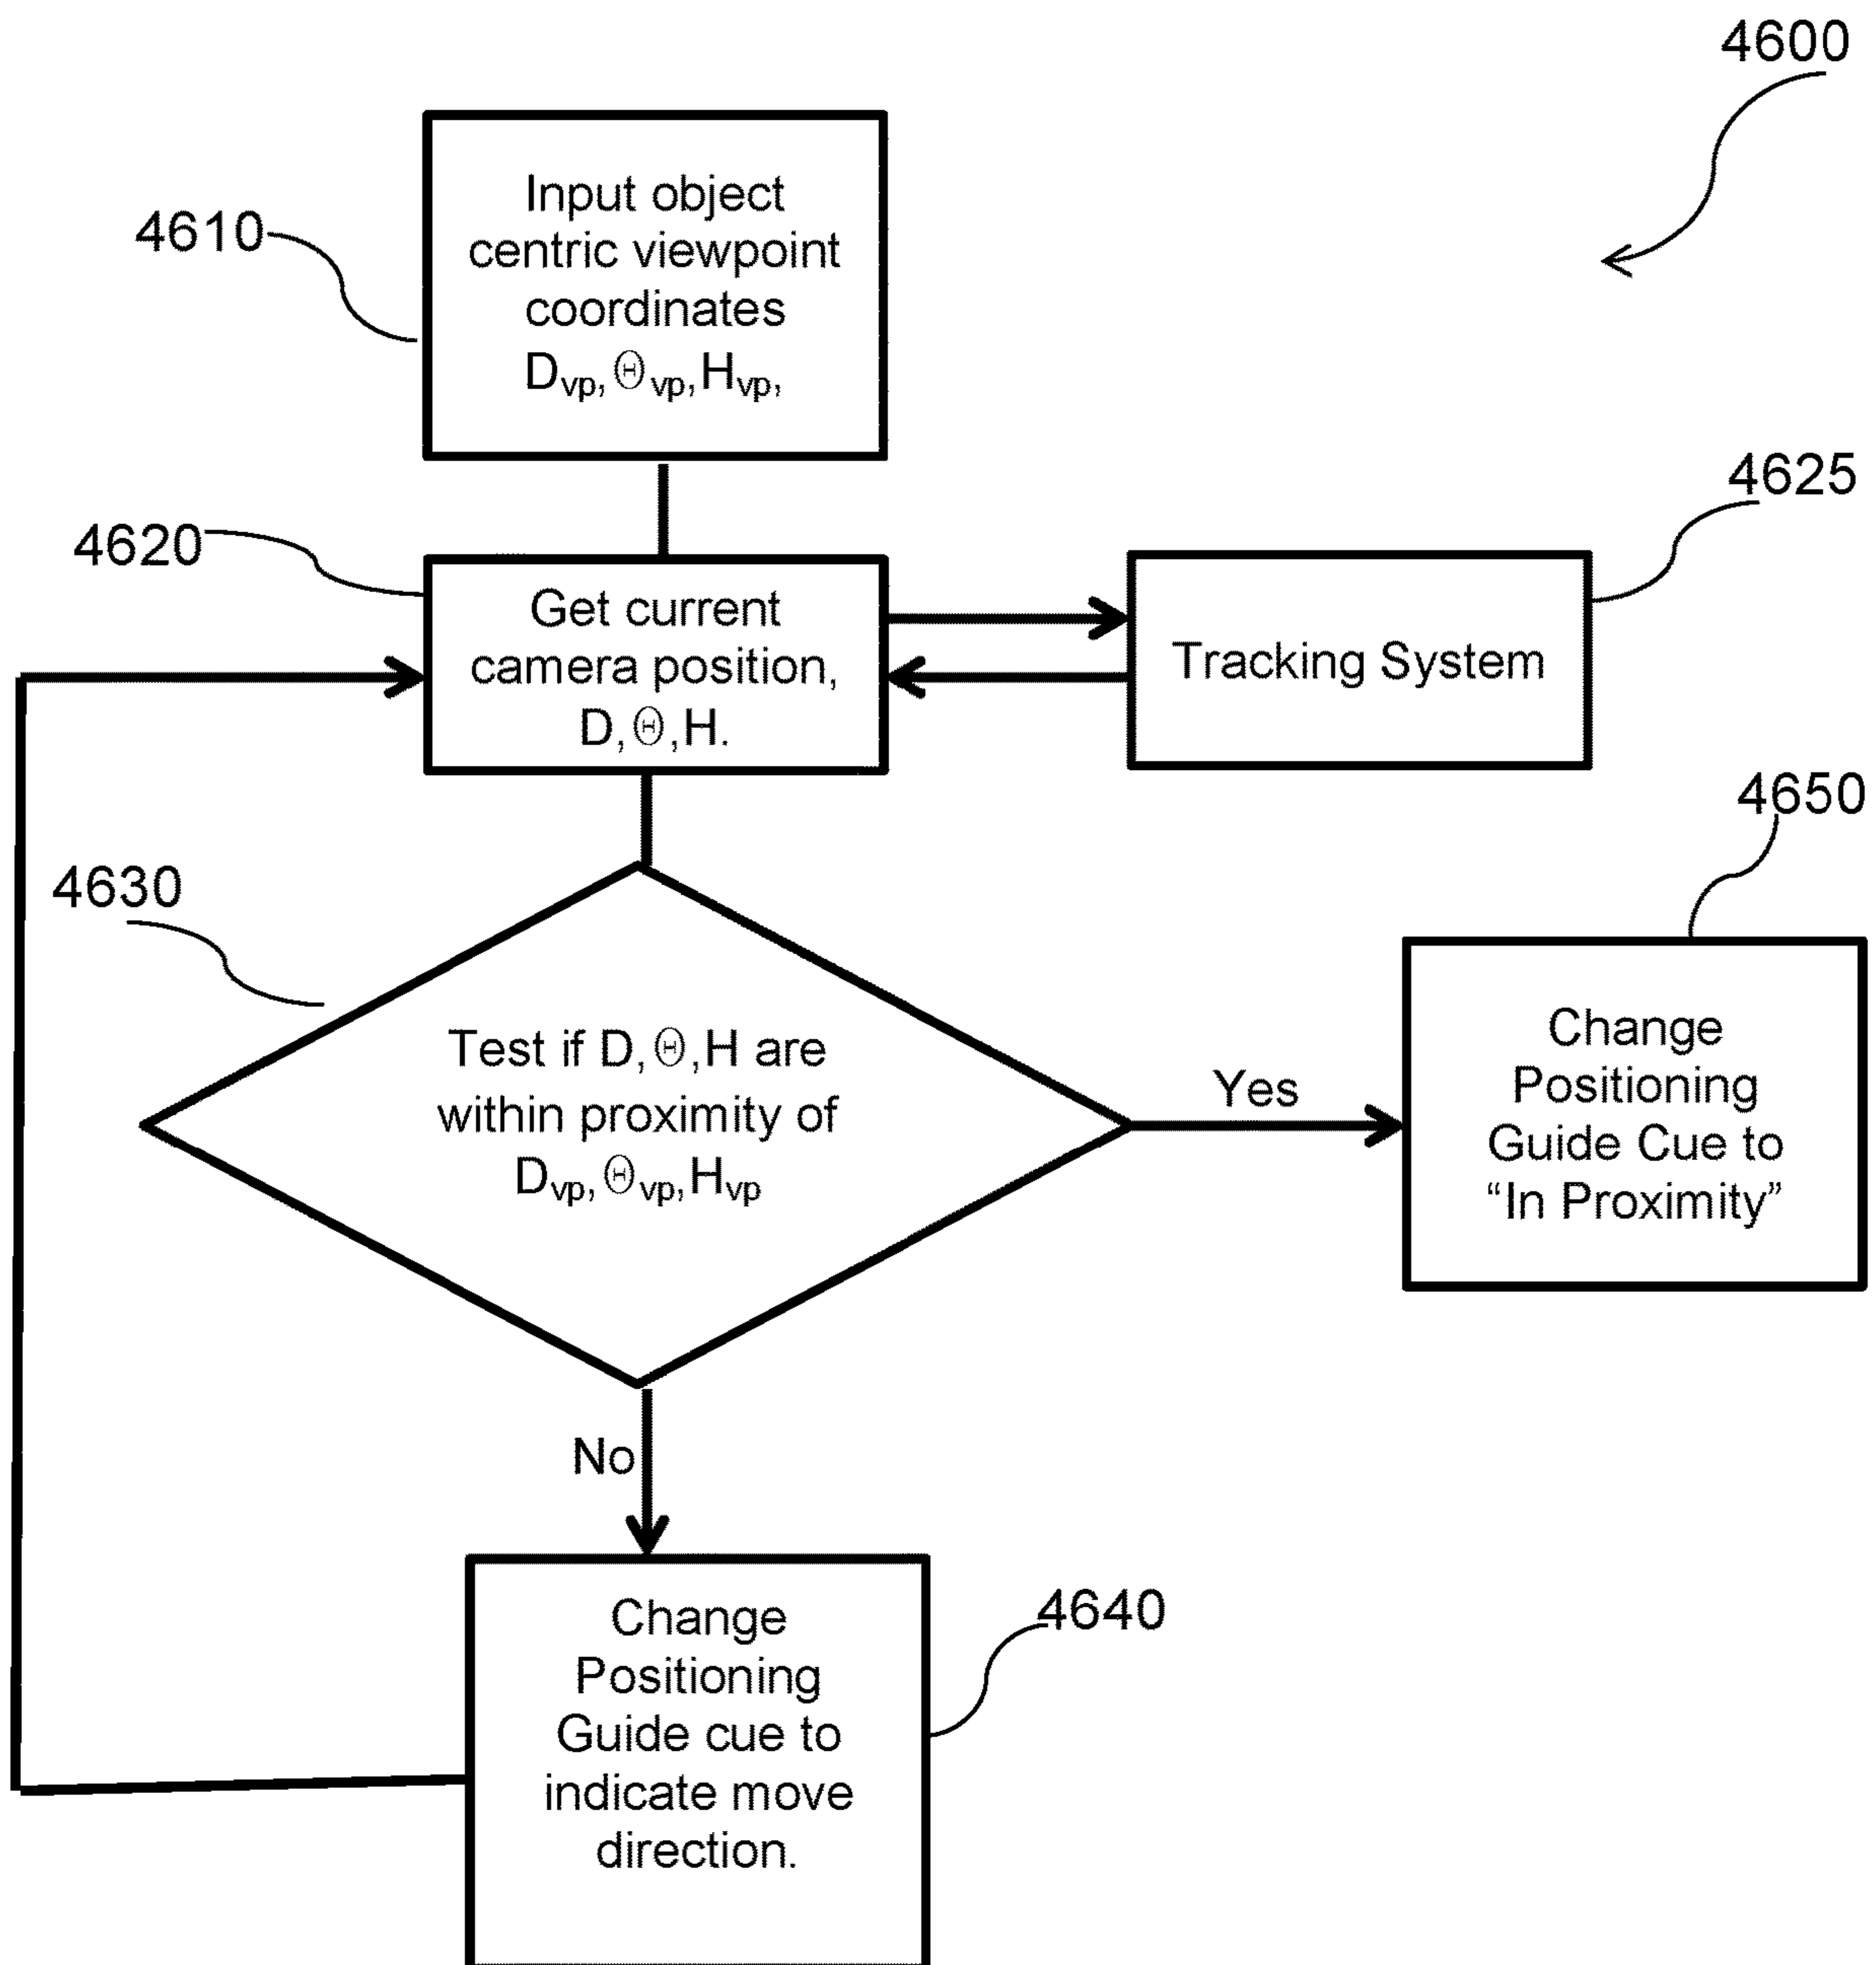 4600
4610
Input object
centric viewpoint
coordinates
Dvp,Θvp,Hvp,
4625
4620
Get current
camera position,
D,Θ,H.
Tracking System
4650
4630
Test if D,Θ,H are
within proximity of
Dvp,Θvp,Hvp
Yes
Change
Positioning
Guide Cue to
“In Proximity”
No
4640
Change
Positioning
Guide cue to
indicate move
direction.